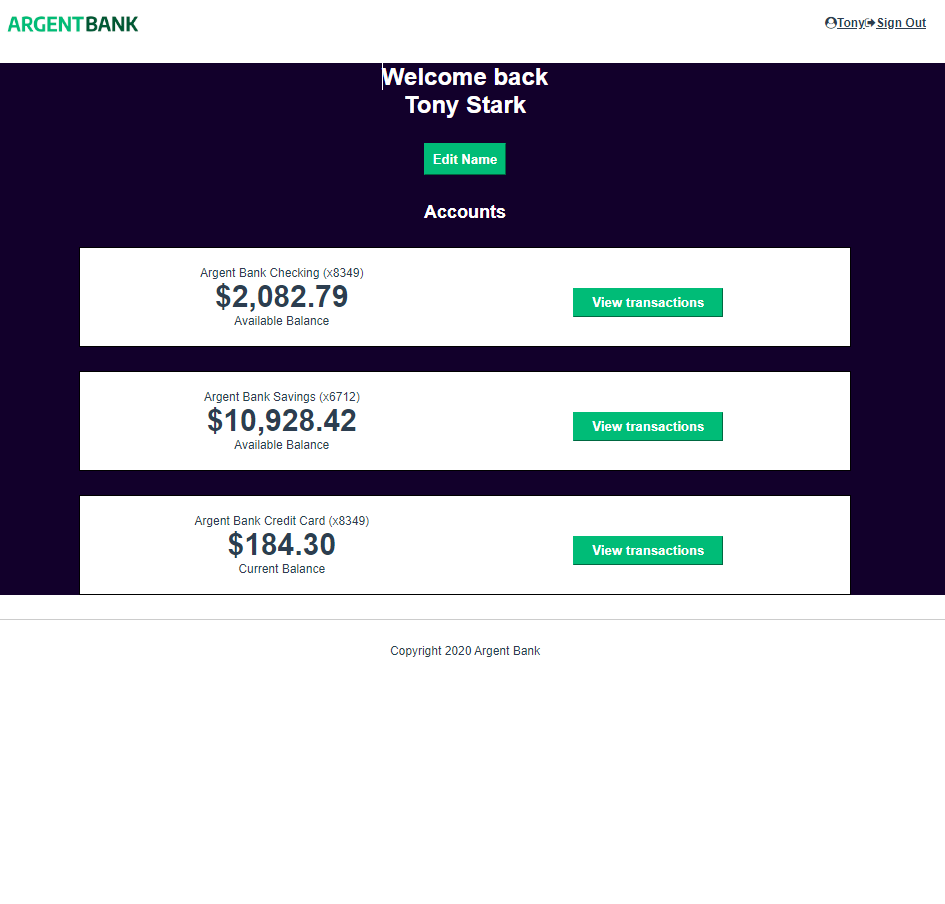 ARGENTBANK
Tony Sign Out
Welcome back
Tony Stark
Edit Name
Accounts
Argent Bank Checking (x8349)
$2,082.79
Available Balance
View transactions
Argent Bank Savings (x6712)
$10,928.42
Available Balance
View transactions
Argent Bank Credit Card (x8349)
$184.30
Current Balance
View transactions
Copyright 2020 Argent Bank